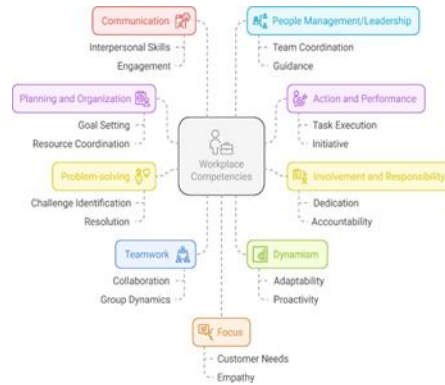 Communication
Interpersonal Skills
Engagement
People Management/Leadership
Team Coordination
Guidance
Planning and Organization
Goal Setting
Resource Coordination
Action and Performance
Task Execution
Initiative
Workplace
Competencies
Problem-solving
Challenge Identification
Resolution
Involvement and Responsibility
Dedication
Accountability
Teamwork
Collaboration
Group Dynamics
Dynamism
Adaptability
Proactivity
Focus
Customer Needs
Empathy